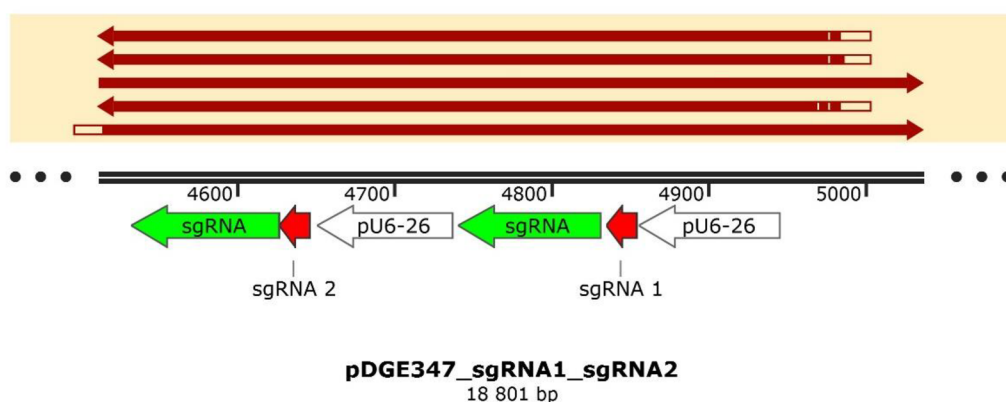 4600 4700 4800 4900 5000
sgRNA pU6-26 sgRNA pU6-26
sgRNA 2 sgRNA 1
pDGE347_sgRNA1_sgRNA2
18 801 bp